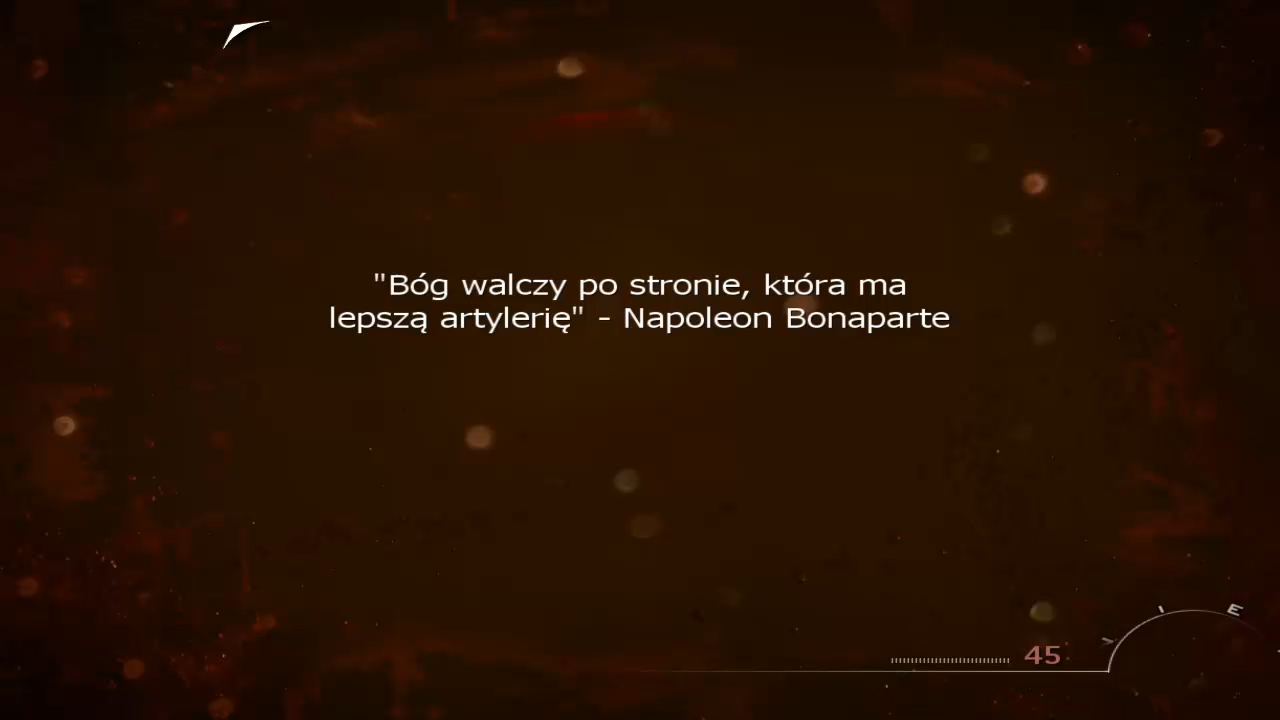 "Bóg walczy po stronie, która ma
lepszą artylerię" - Napoleon Bonaparte
45
E